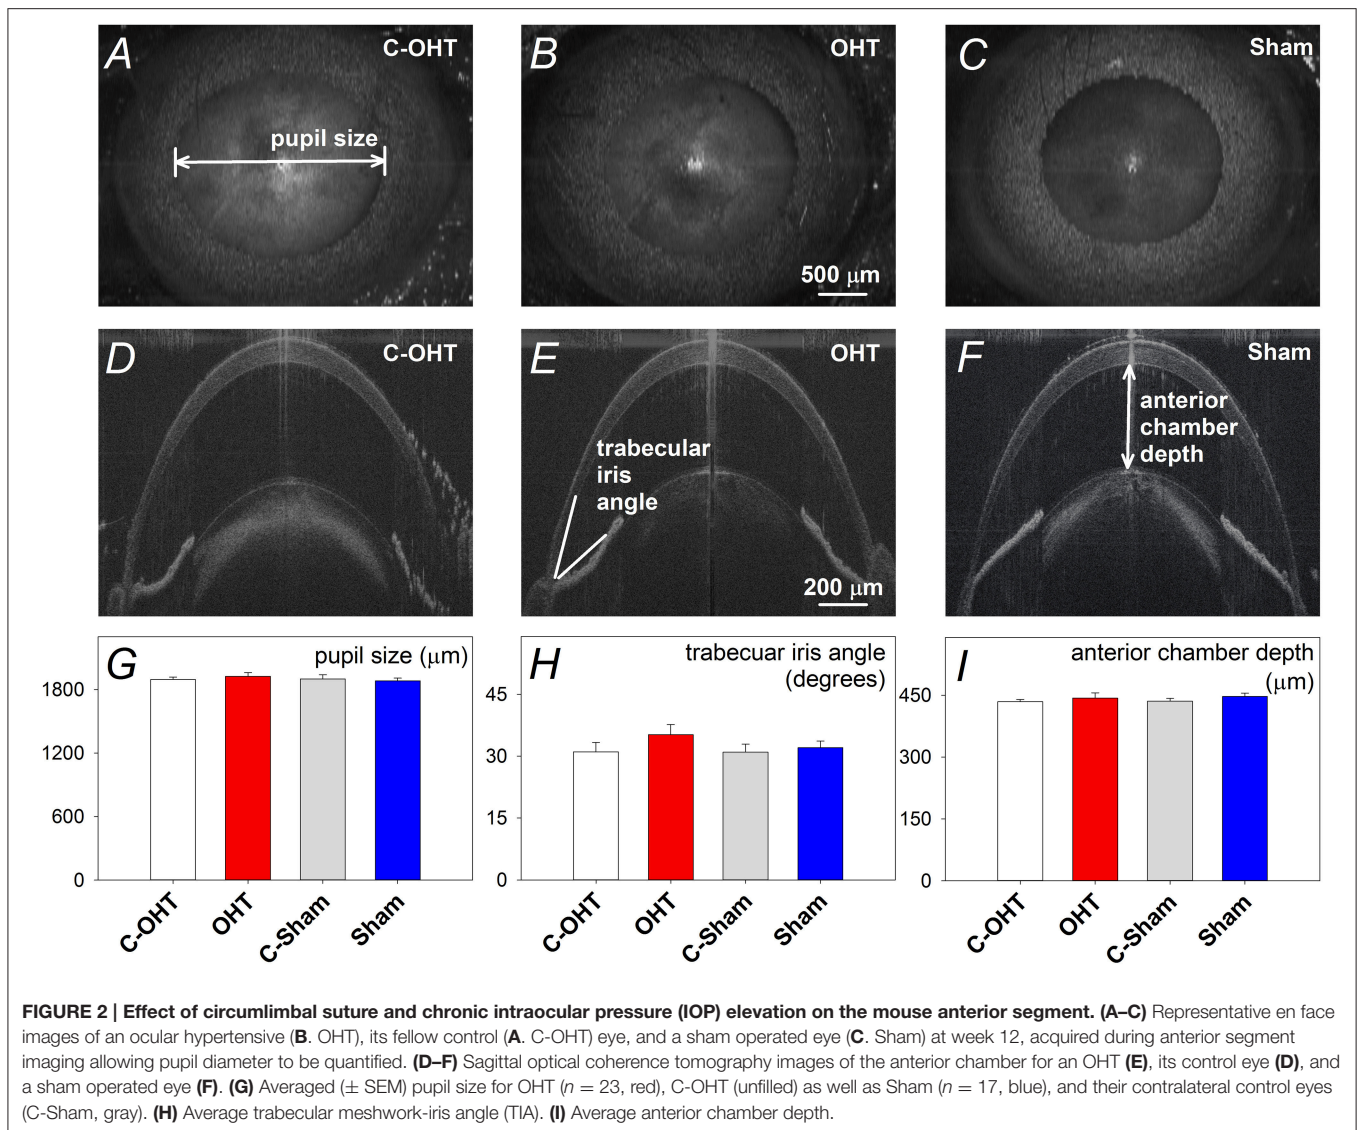 A
C-OHT
pupil size
B
OHT
500 μm
C
Sham
D
C-OHT
E
OHT
trabecular
iris
angle
200 μm
F
Sham
anterior
chamber
depth
G
pupil size (μm)
1800
1200
600
0
C-OHT
OHT
C-Sham
Sham
H
trabecuar iris angle
(degrees)
45
30
15
0
C-OHT
OHT
C-Sham
Sham
I
anterior chamber depth
(μm)
450
300
150
0
C-OHT
OHT
C-Sham
Sham
FIGURE 2 | Effect of circumlimbal suture and chronic intraocular pressure (IOP) elevation on the mouse anterior segment. (A–C) Representative en face
images of an ocular hypertensive (B. OHT), its fellow control (A. C-OHT) eye, and a sham operated eye (C. Sham) at week 12, acquired during anterior segment
imaging allowing pupil diameter to be quantified. (D–F) Sagittal optical coherence tomography images of the anterior chamber for an OHT (E), its control eye (D), and
a sham operated eye (F). (G) Averaged (± SEM) pupil size for OHT (n = 23, red), C-OHT (unfilled) as well as Sham (n = 17, blue), and their contralateral control eyes
(C-Sham, gray). (H) Average trabecular meshwork-iris angle (TIA). (I) Average anterior chamber depth.